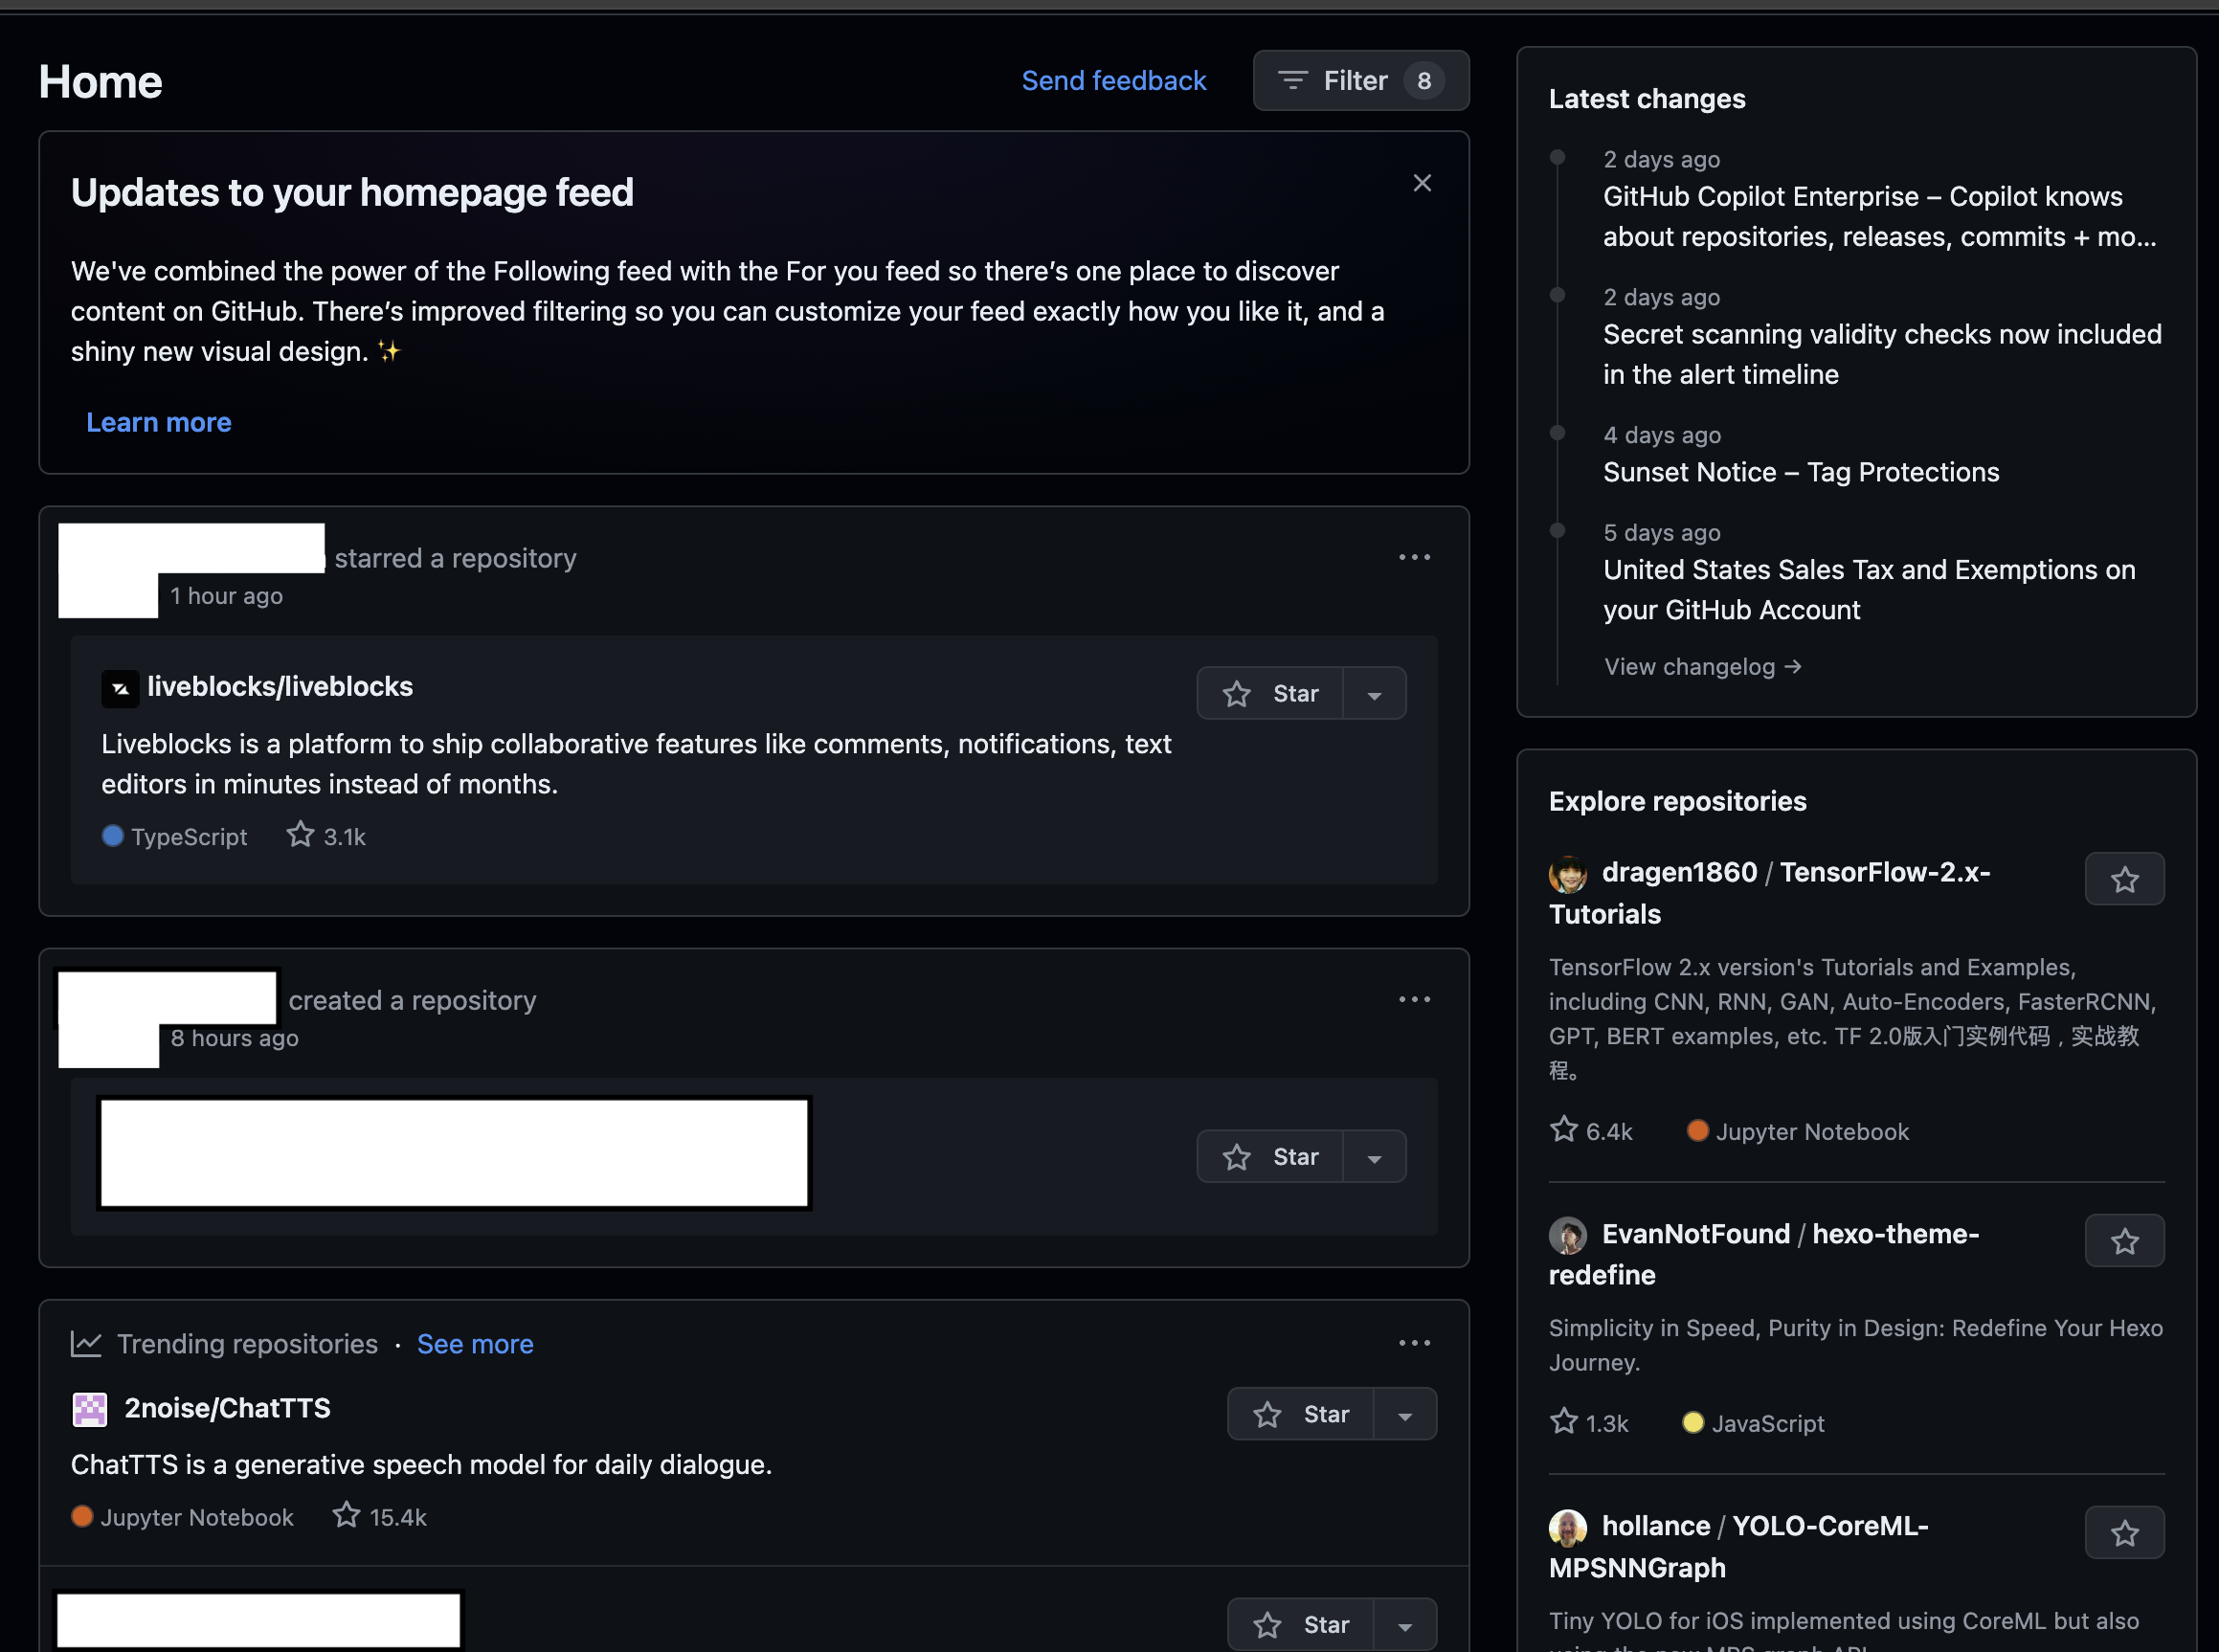 Home
Send feedback
Filter 8
Updates to your homepage feed
We've combined the power of the Following feed with the For you feed so there’s one place to discover
content on GitHub. There’s improved filtering so you can customize your feed exactly how you like it, and a
shiny new visual design. ✨
Learn more
starred a repository
1 hour ago
liveblocks/liveblocks
Star
Liveblocks is a platform to ship collaborative features like comments, notifications, text
editors in minutes instead of months.
TypeScript 3.1k
created a repository
8 hours ago
Star
Trending repositories · See more
2noise/ChatTTS
Star
ChatTTS is a generative speech model for daily dialogue.
Jupyter Notebook 15.4k
Star
Latest changes
2 days ago
GitHub Copilot Enterprise – Copilot knows
about repositories, releases, commits + mo...
2 days ago
Secret scanning validity checks now included
in the alert timeline
4 days ago
Sunset Notice – Tag Protections
5 days ago
United States Sales Tax and Exemptions on
your GitHub Account
View changelog →
Explore repositories
dragen1860 / TensorFlow-2.x-
Tutorials
TensorFlow 2.x version's Tutorials and Examples,
including CNN, RNN, GAN, Auto-Encoders, FasterRCNN,
GPT, BERT examples, etc. TF 2.0版入门实例代码，实战教
程。
6.4k Jupyter Notebook
EvanNotFound / hexo-theme-
redefine
Simplicity in Speed, Purity in Design: Redefine Your Hexo
Journey.
1.3k JavaScript
hollance / YOLO-CoreML-
MPSNNGraph
Tiny YOLO for iOS implemented using CoreML but also